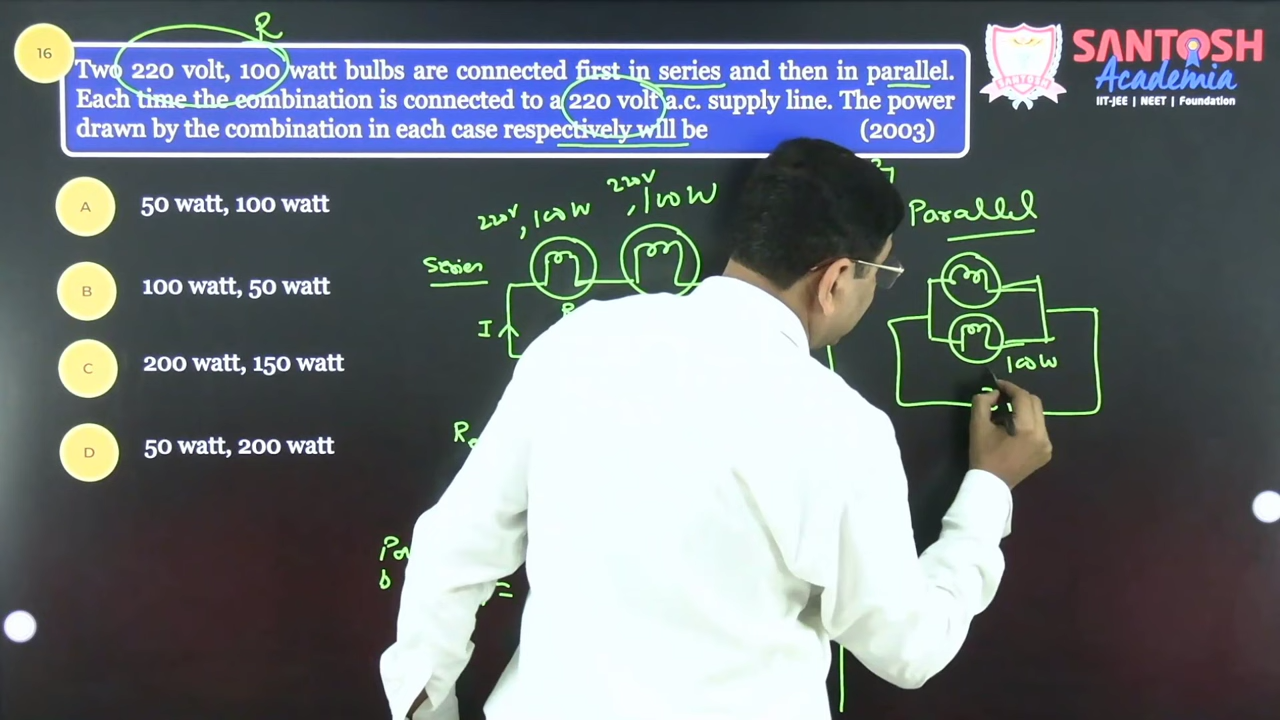 16
Two 220 volt, 100 watt bulbs are connected first in series and then in parallel.
Each time the combination is connected to a 220 volt a.c. supply line. The power
drawn by the combination in each case respectively will be (2003)
R
SANTOSH
Academia
IIT-JEE | NEET | Foundation
SANTOSH
A 50 watt, 100 watt
B 100 watt, 50 watt
C 200 watt, 150 watt
D 50 watt, 200 watt
220V, 100W
220V, 100W
Series
I
Parallel
100W